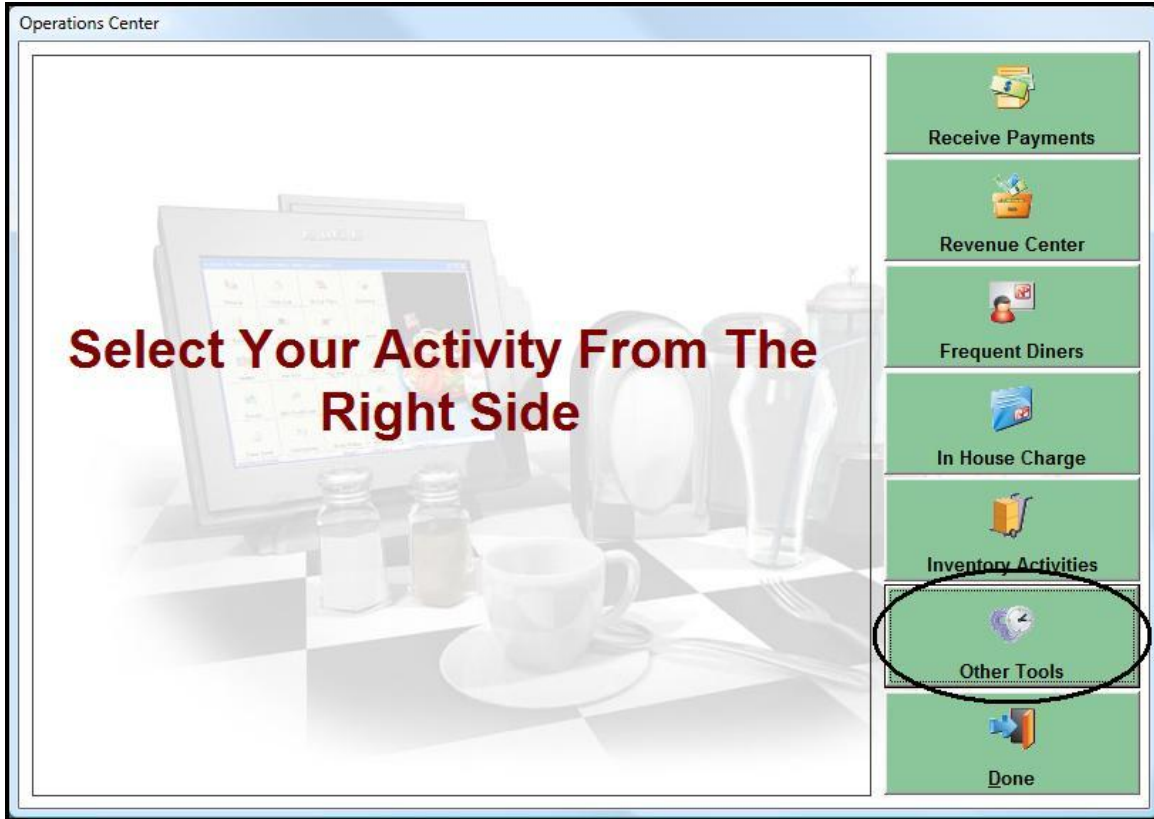 Operations Center
Select Your Activity From The
Right Side
Receive Payments
Revenue Center
Frequent Diners
In House Charge
Inventory Activities
Other Tools
Done